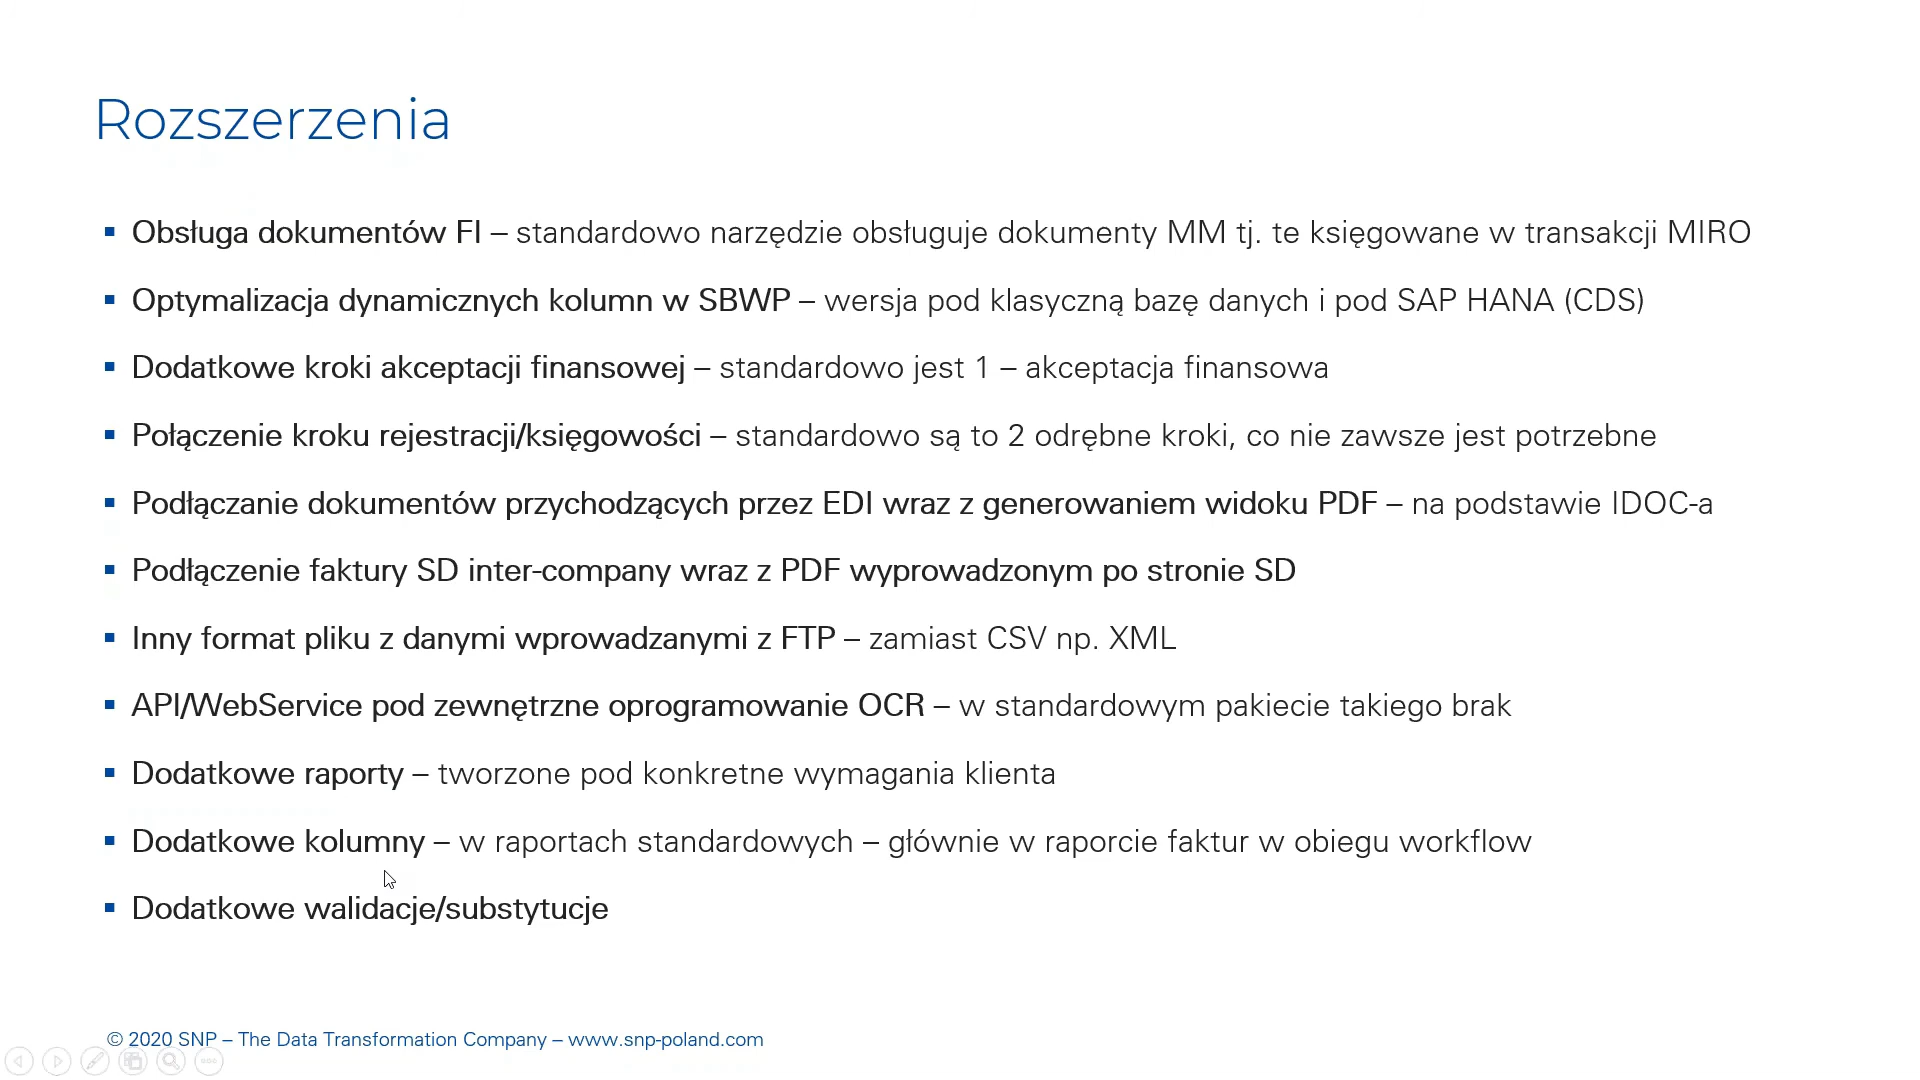 Rozszerzenia
▪ Obsługa dokumentów FI – standardowo narzędzie obsługuje dokumenty MM tj. te księgowane w transakcji MIRO
▪ Optymalizacja dynamicznych kolumn w SBWP – wersja pod klasyczną bazę danych i pod SAP HANA (CDS)
▪ Dodatkowe kroki akceptacji finansowej – standardowo jest 1 – akceptacja finansowa
▪ Połączenie kroku rejestracji/księgowości – standardowo są to 2 odrębne kroki, co nie zawsze jest potrzebne
▪ Podłączanie dokumentów przychodzących przez EDI wraz z generowaniem widoku PDF – na podstawie IDOC-a
▪ Podłączenie faktury SD inter-company wraz z PDF wyprowadzonym po stronie SD
▪ Inny format pliku z danymi wprowadzanymi z FTP – zamiast CSV np. XML
▪ API/WebService pod zewnętrzne oprogramowanie OCR – w standardowym pakiecie takiego brak
▪ Dodatkowe raporty – tworzone pod konkretne wymagania klienta
▪ Dodatkowe kolumny – w raportach standardowych – głównie w raporcie faktur w obiegu workflow
▪ Dodatkowe walidacje/substytucje
© 2020 SNP – The Data Transformation Company – www.snp-poland.com